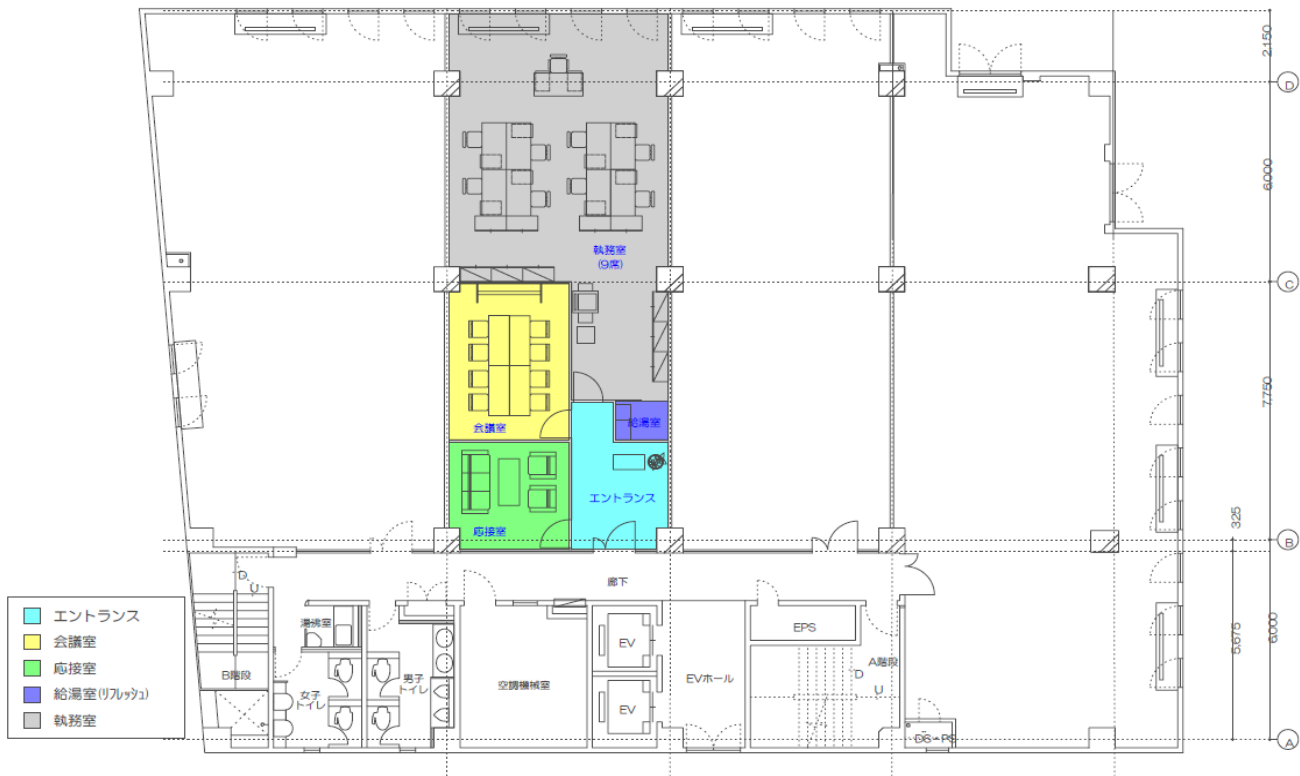 2,150
D
6,000
執務室
(9席)
C
7,750
給湯室
会議室
エントランス
応接室
325
B
廊下
D
U
エントランス
会議室
応接室
給湯室(リフレッシュ)
執務室
湯沸室
B階段
女子
トイレ
男子
トイレ
空調機械室
EV
EV
EVホール
EPS
A階段
D
U
DS・PS
5,675
6,000
A